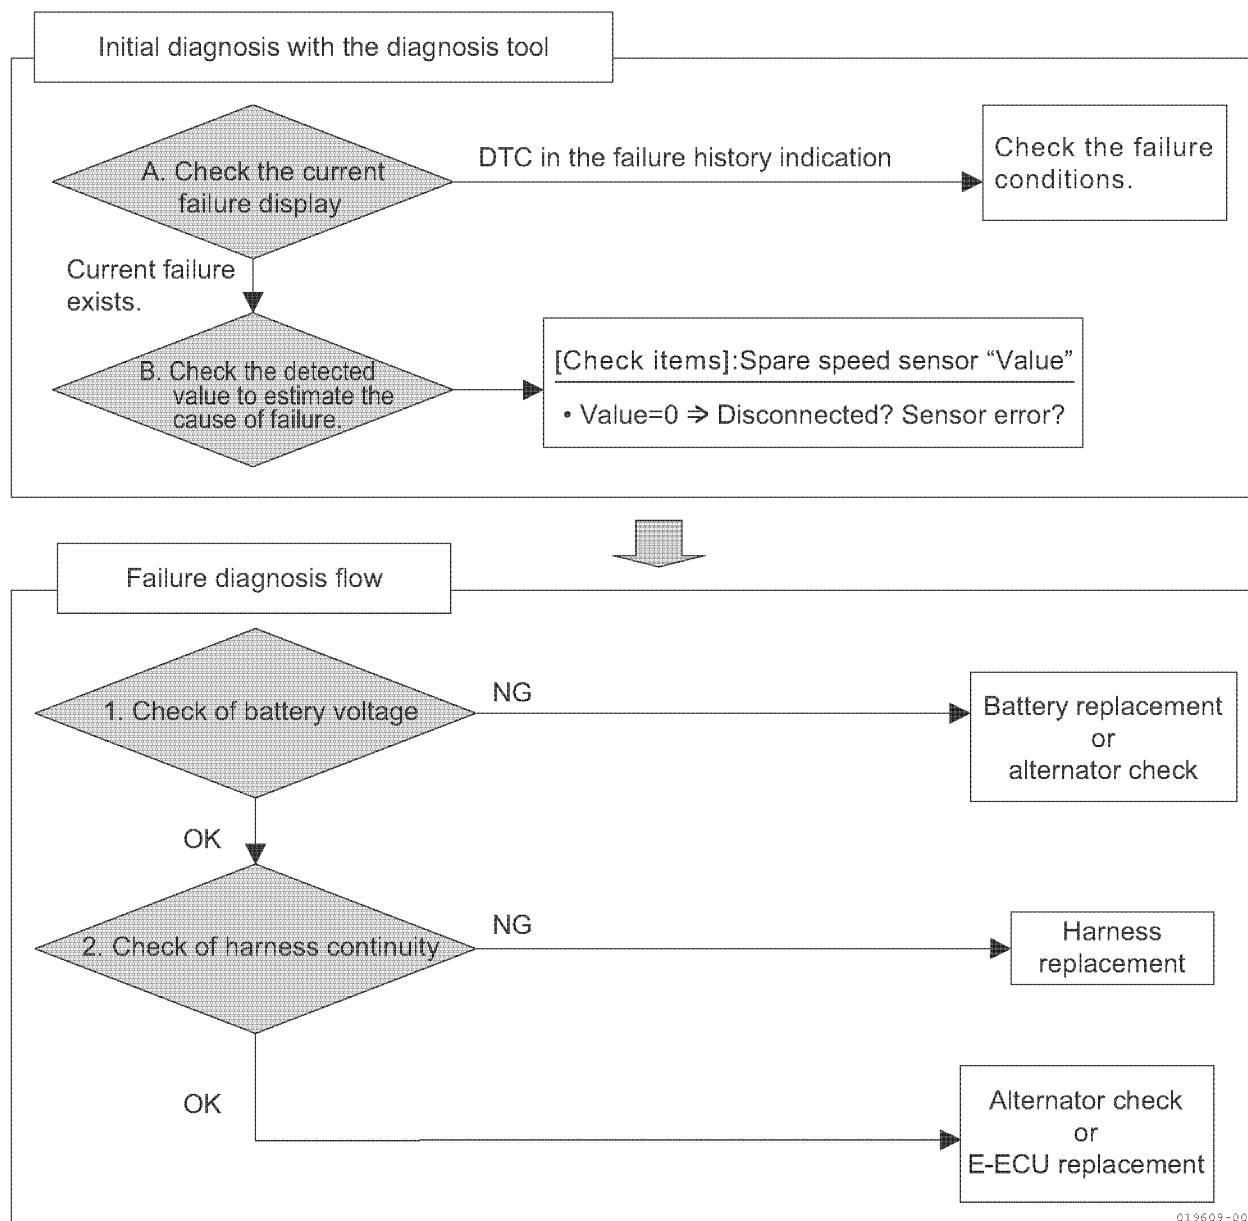 Initial diagnosis with the diagnosis tool
A. Check the current
failure display
DTC in the failure history indication
Check the failure
conditions.
Current failure
exists.
B. Check the detected
value to estimate the
cause of failure.
[Check items]:Spare speed sensor “Value”
• Value=0 ⇒ Disconnected? Sensor error?
Failure diagnosis flow
1. Check of battery voltage
NG
Battery replacement
or
alternator check
OK
2. Check of harness continuity
NG
Harness
replacement
OK
Alternator check
or
E-ECU replacement
019609-00